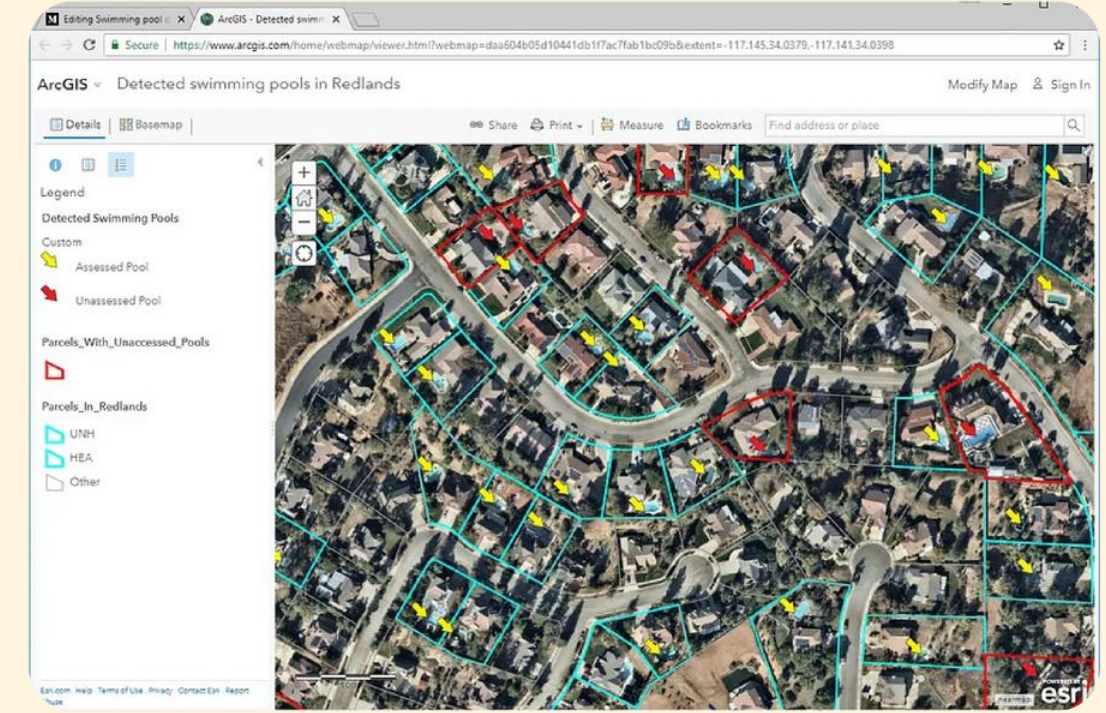 Editing Swimming pool
ArcGIS - Detected swimm
Secure | https://www.arcgis.com/home/webmap/viewer.html?webmap=daa604b05d10441db1f7ac7fab1bc09b&extent=-117.145,34.0379,-117.141,34.0398
ArcGIS Detected swimming pools in Redlands Modify Map Sign In
Details Basemap Share Print Measure Bookmarks Find address or place
Legend
Detected Swimming Pools
Custom
Assessed Pool
Unassessed Pool
Parcels_With_Unaccessed_Pools
Parcels_In_Redlands
UNH
HEA
Other
Esri.com Help Terms of Use Privacy Contact Esri Report
POWERED BY
esri
nearmap